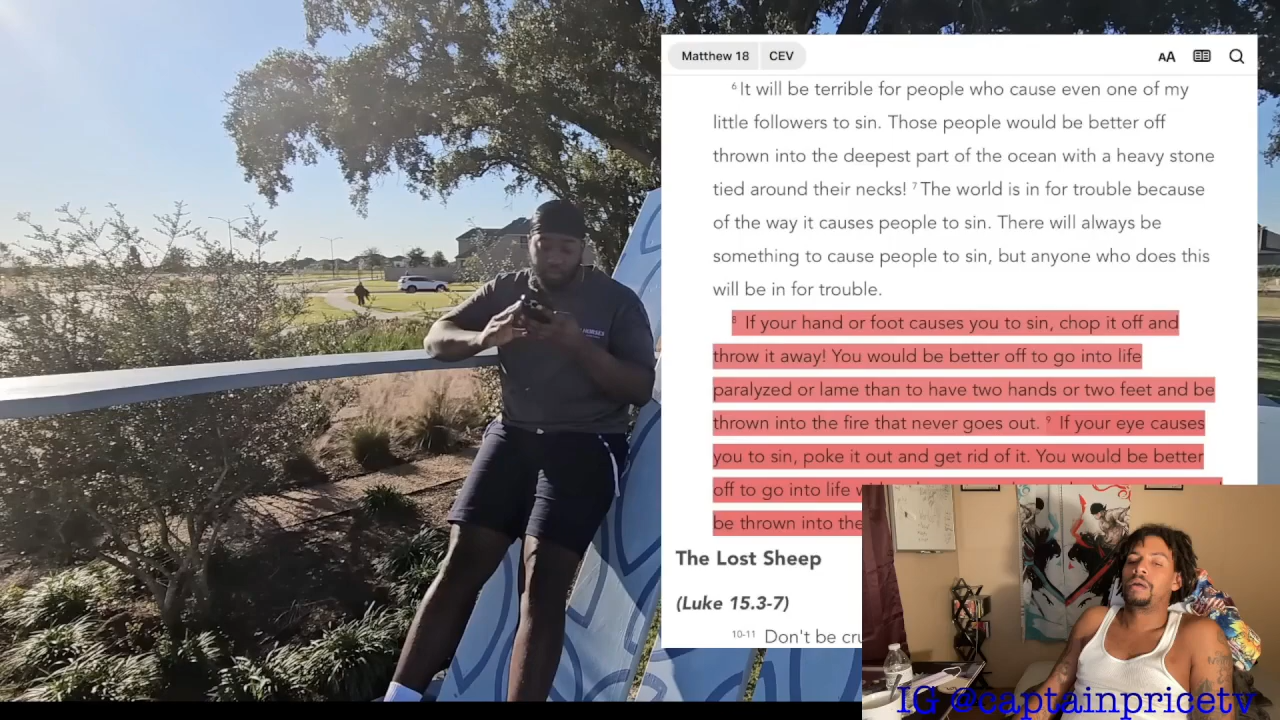 Matthew 18 CEV AA
6 It will be terrible for people who cause even one of my
little followers to sin. Those people would be better off
thrown into the deepest part of the ocean with a heavy stone
tied around their necks! 7 The world is in for trouble because
of the way it causes people to sin. There will always be
something to cause people to sin, but anyone who does this
will be in for trouble.
8 If your hand or foot causes you to sin, chop it off and
throw it away! You would be better off to go into life
paralyzed or lame than to have two hands or two feet and be
thrown into the fire that never goes out. 9 If your eye causes
you to sin, poke it out and get rid of it. You would be better
off to go into life
be thrown into the
The Lost Sheep
(Luke 15.3-7)
10-11 Don't be
HORSES
IG @captainpricetv